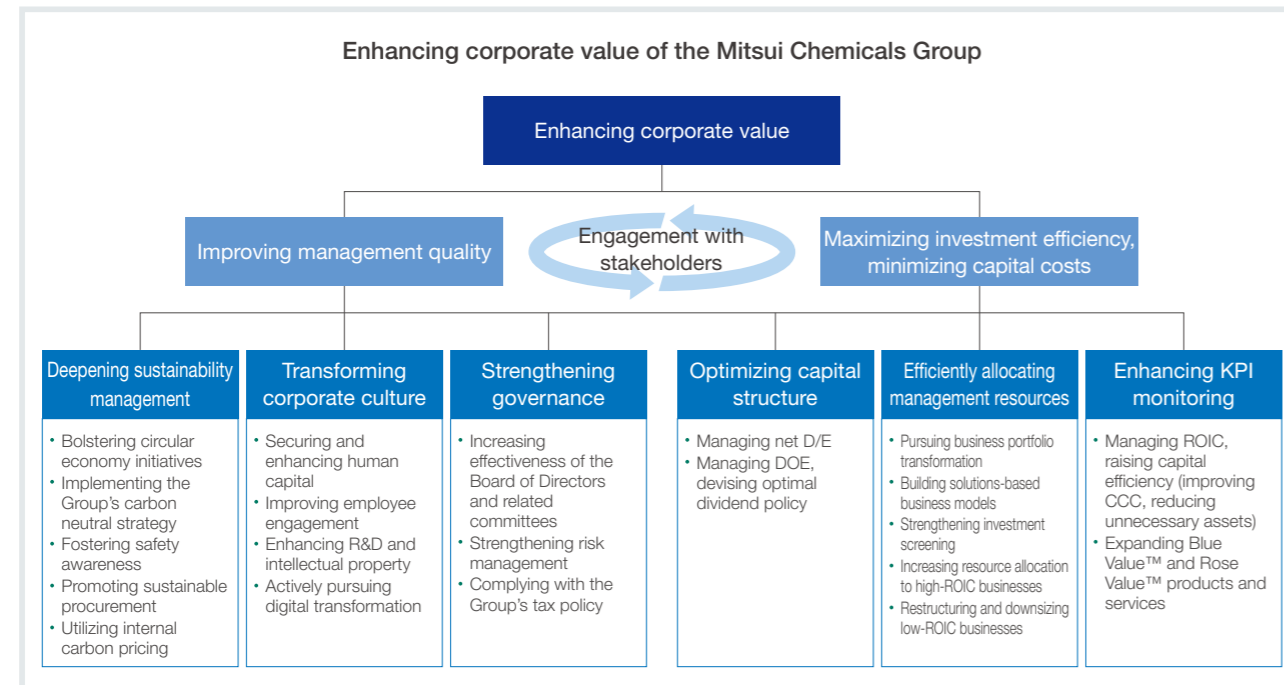 Enhancing corporate value of the Mitsui Chemicals Group
Enhancing corporate value
Improving management quality
Engagement with
stakeholders
Maximizing investment efficiency,
minimizing capital costs
Deepening sustainability
management
• Bolstering circular
economy initiatives
• Implementing the
Group's carbon
neutral strategy
• Fostering safety
awareness
• Promoting sustainable
procurement
• Utilizing internal
carbon pricing
Transforming
corporate culture
• Securing and
enhancing human
capital
• Improving employee
engagement
• Enhancing R&D and
intellectual property
• Actively pursuing
digital transformation
Strengthening
governance
• Increasing
effectiveness of the
Board of Directors
and related
committees
• Strengthening risk
management
• Complying with the
Group's tax policy
Optimizing capital
structure
• Managing net D/E
• Managing DOE,
devising optimal
dividend policy
Efficiently allocating
management resources
• Pursuing business portfolio
transformation
• Building solutions-based
business models
• Strengthening investment
screening
• Increasing resource allocation
to high-ROIC businesses
• Restructuring and downsizing
low-ROIC businesses
Enhancing KPI
monitoring
• Managing ROIC,
raising capital
efficiency (improving
CCC, reducing
unnecessary assets)
• Expanding Blue
Value™ and Rose
Value™ products and
services